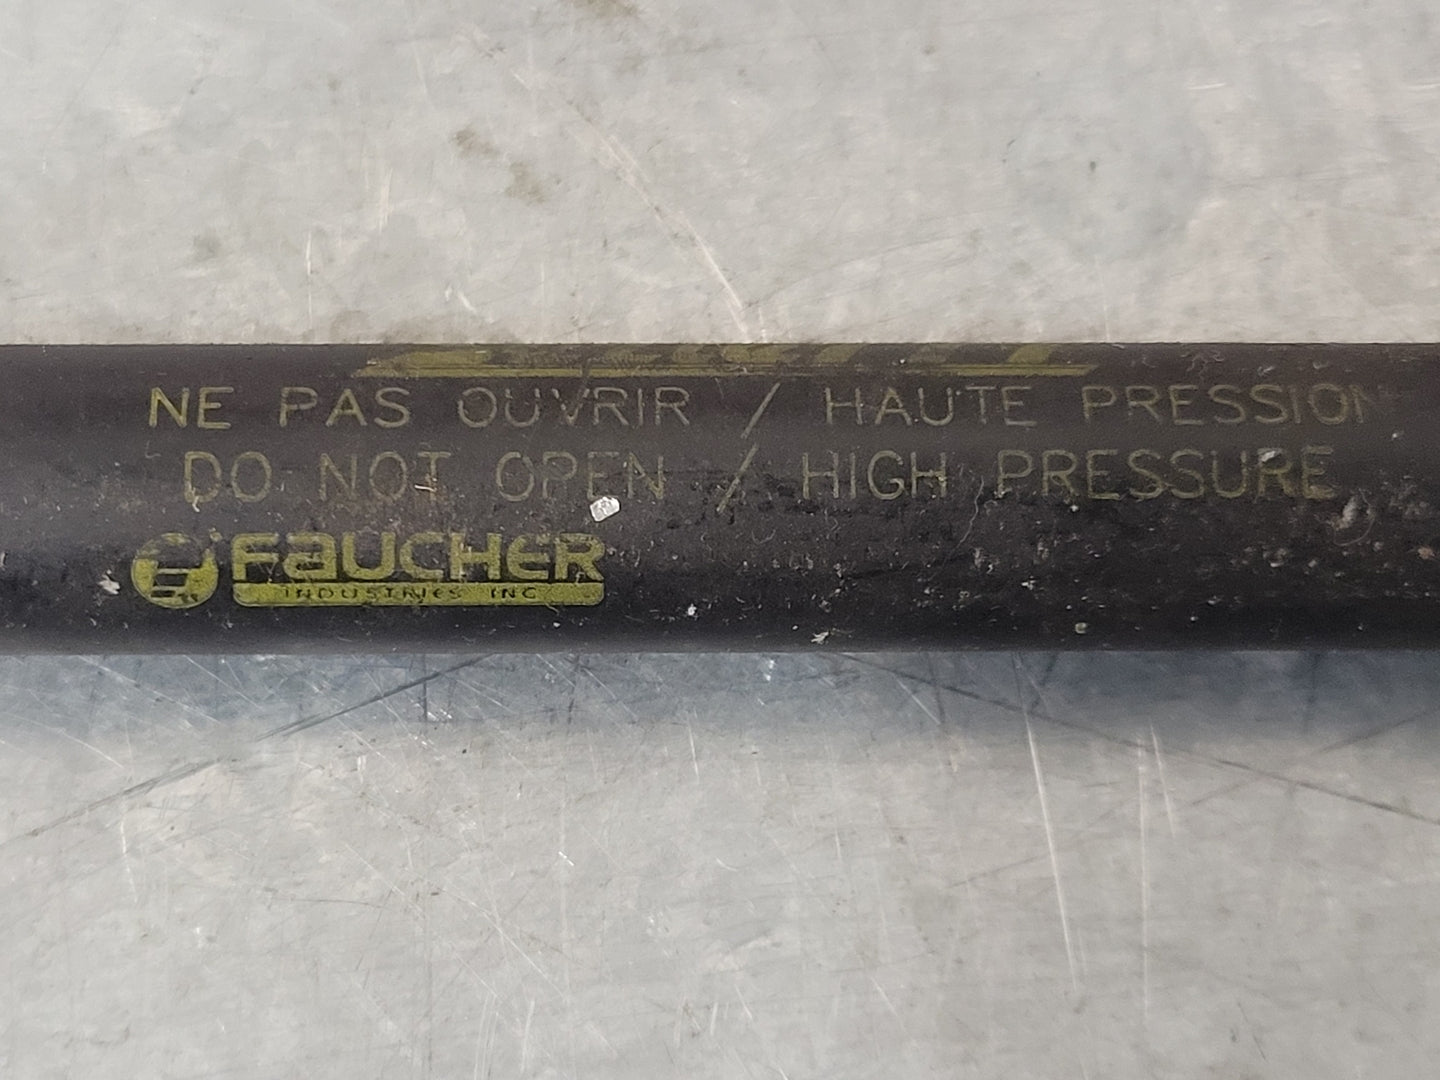 NE PAS OUVRIR / HAUTE PRESSION
DO NOT OPEN / HIGH PRESSURE
FAUCHER
INDUSTRIES INC